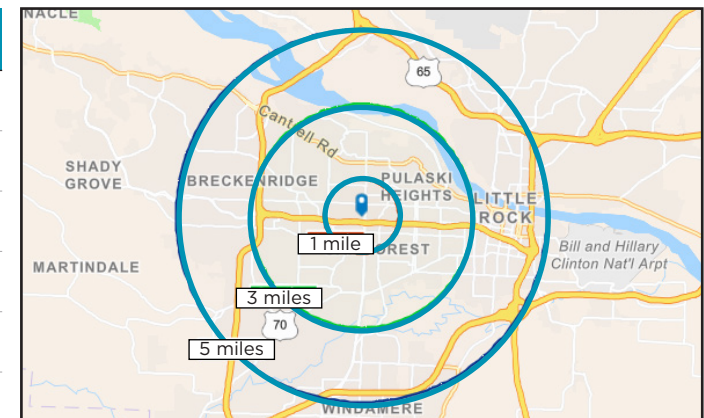 NACLE
65
Cantrell Rd
SHADY
GROVE
BRECKENRIDGE
PULASKI
HEIGHTS
LITTLE
ROCK
1 mile
OREST
Bill and Hillary
Clinton Nat'l Arpt
MARTINDALE
3 miles
70
5 miles
WINDAMERE